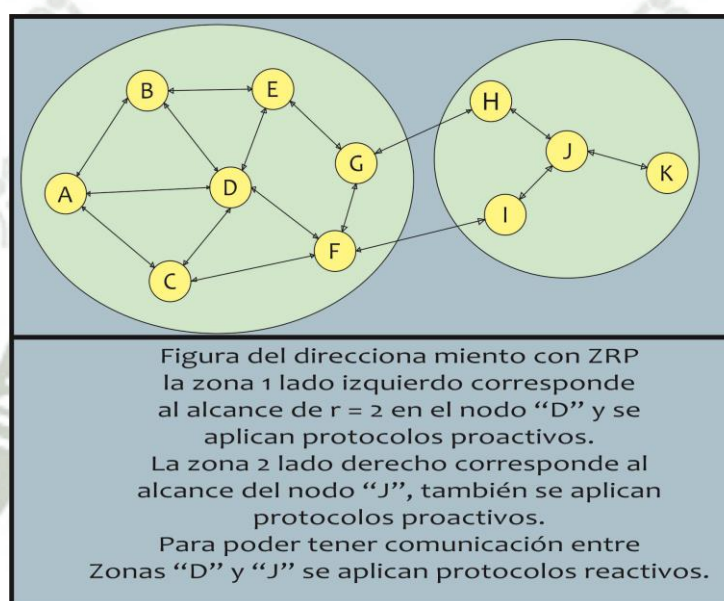 B
E
H
G
J
K
A
D
I
F
C
Figura del direcciona miento con ZRP
la zona 1 lado izquierdo corresponde
al alcance de r = 2 en el nodo “D” y se
aplican protocolos proactivos.
La zona 2 lado derecho corresponde al
alcance del nodo “J”, también se aplican
protocolos proactivos.
Para poder tener comunicación entre
Zonas “D” y “J” se aplican protocolos reactivos.